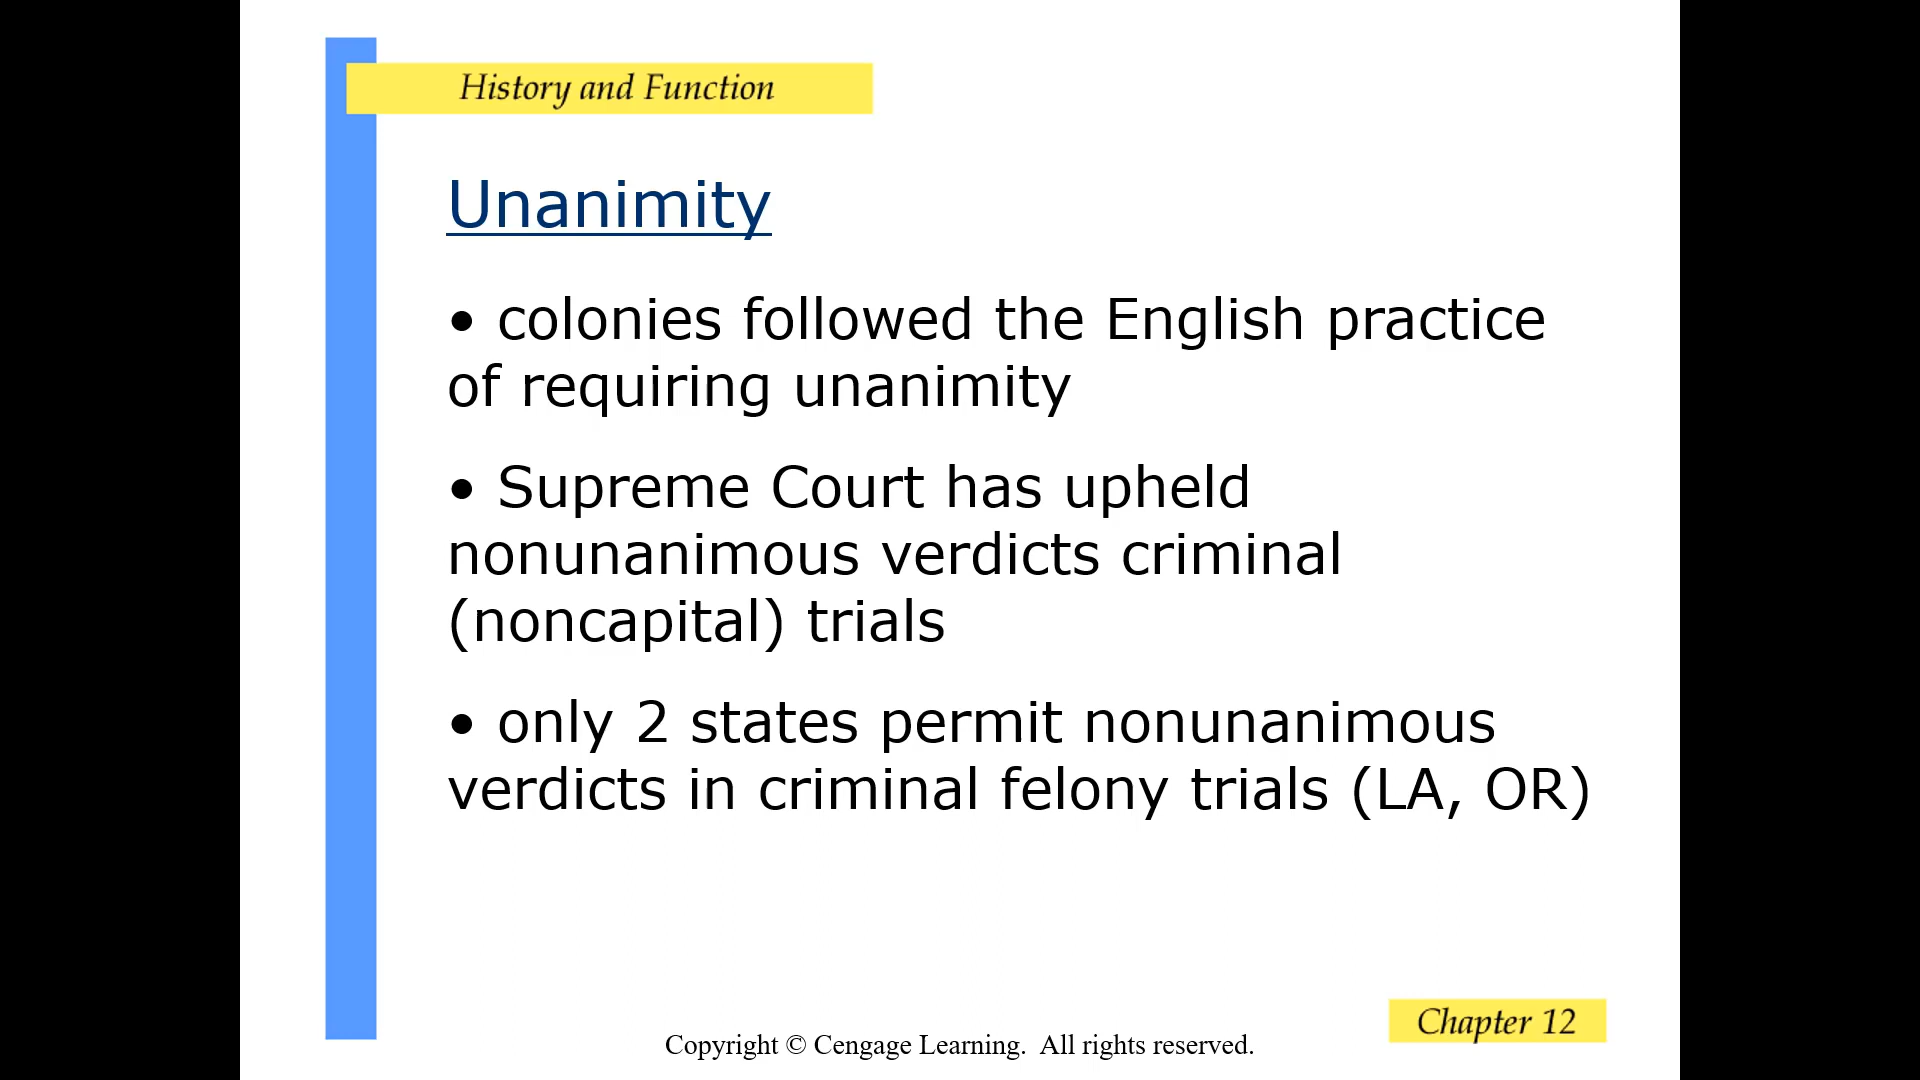 History and Function
Unanimity
• colonies followed the English practice
of requiring unanimity
• Supreme Court has upheld
nonunanimous verdicts criminal
(noncapital) trials
• only 2 states permit nonunanimous
verdicts in criminal felony trials (LA, OR)
Chapter 12
Copyright © Cengage Learning.  All rights reserved.